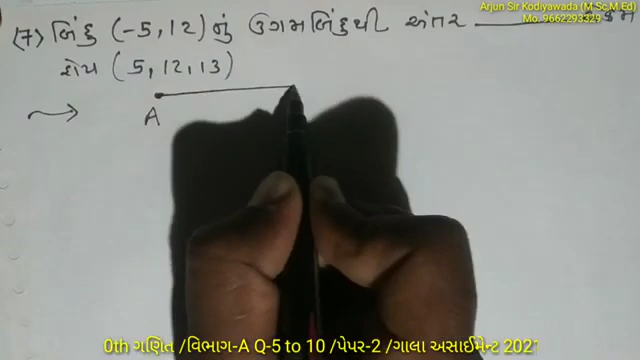 Arjun Sir Kodiyawada (M Sc.M.Ed)
Mo. 9662293329
(7) બિંદુ (-5, 12) નું ઉગમબિંદુથી અંતર ______
હોય (5, 12, 13)
→ A
0th ગણિત /વિભાગ-A Q-5 to 10 /પેપર-2 /ગાલા અસાઈમેન્ટ 2021